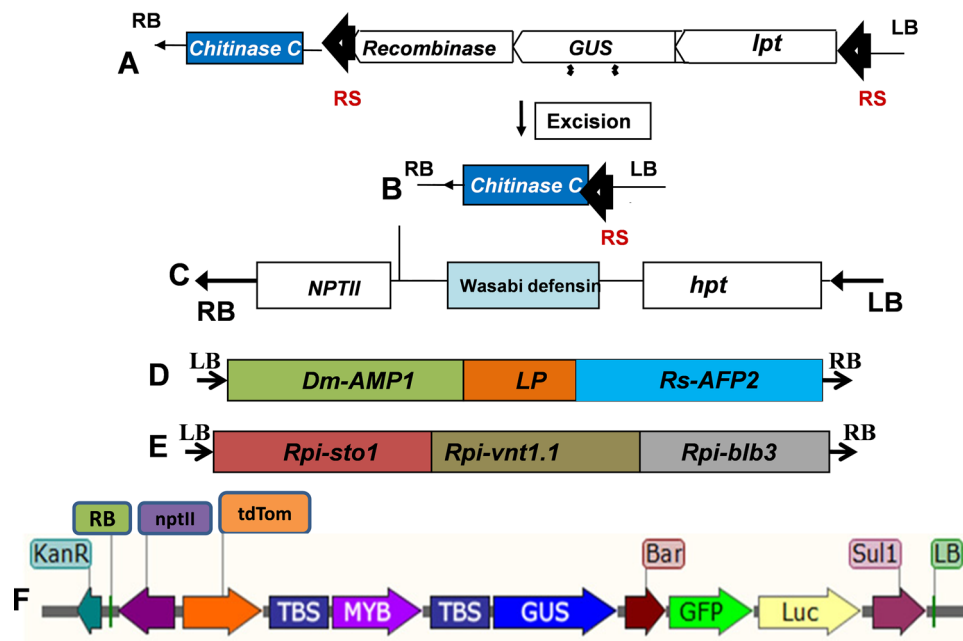 RB
LB
A
Chitinase C
Recombinase
GUS
lpt
RS
RS
Excision
RB
LB
B
Chitinase C
RS
C
NPTII
Wasabi defensin
hpt
RB
LB
LB
RB
D
Dm-AMP1
LP
Rs-AFP2
LB
RB
E
Rpi-sto1
Rpi-vnt1.1
Rpi-blb3
RB
nptII
tdTom
KanR
Bar
Sul1
LB
F
TBS
MYB
TBS
GUS
GFP
Luc